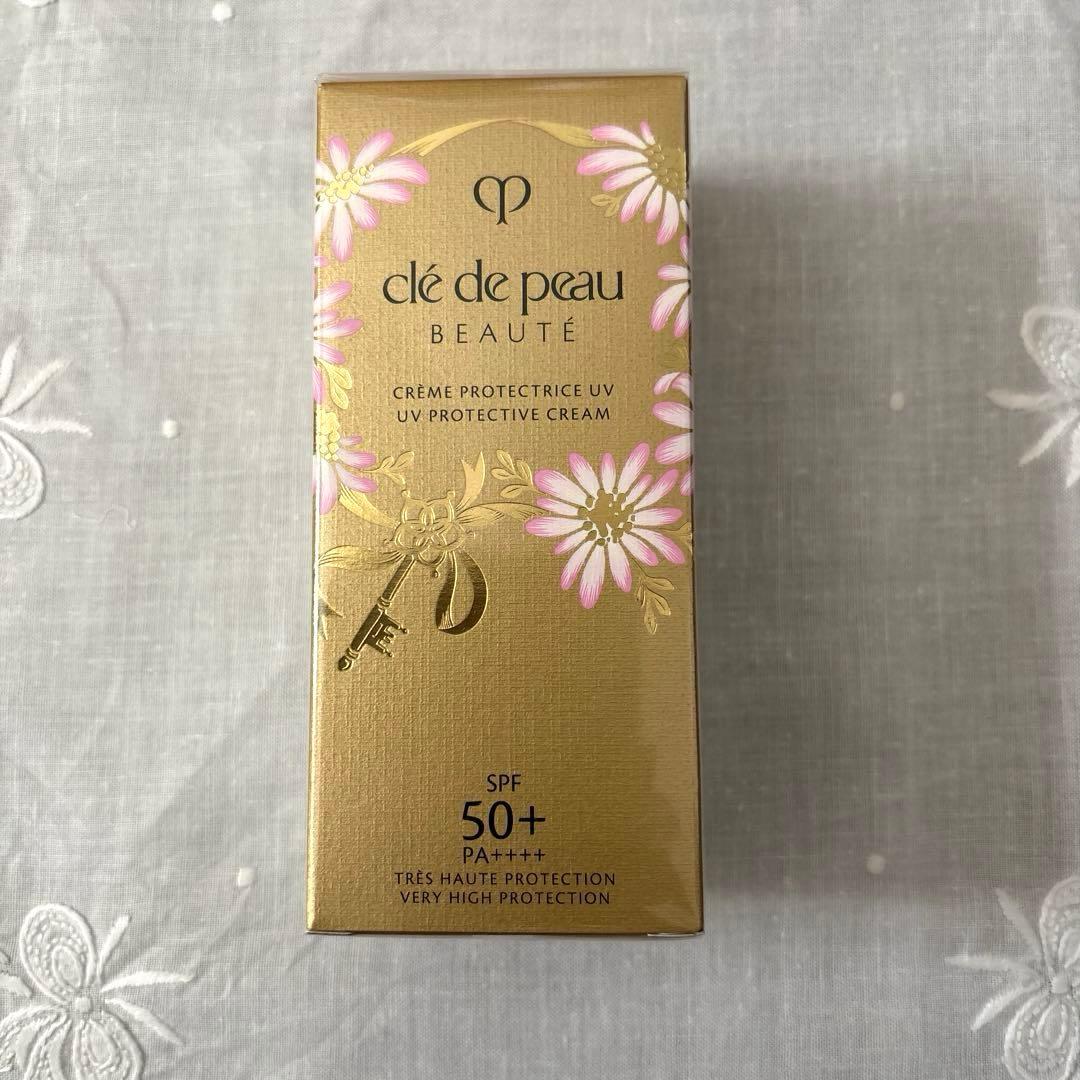 clé de peau
BEAUTÉ
CRÈME PROTECTRICE UV
UV PROTECTIVE CREAM
SPF
50+
PA++++
TRÈS HAUTE PROTECTION
VERY HIGH PROTECTION